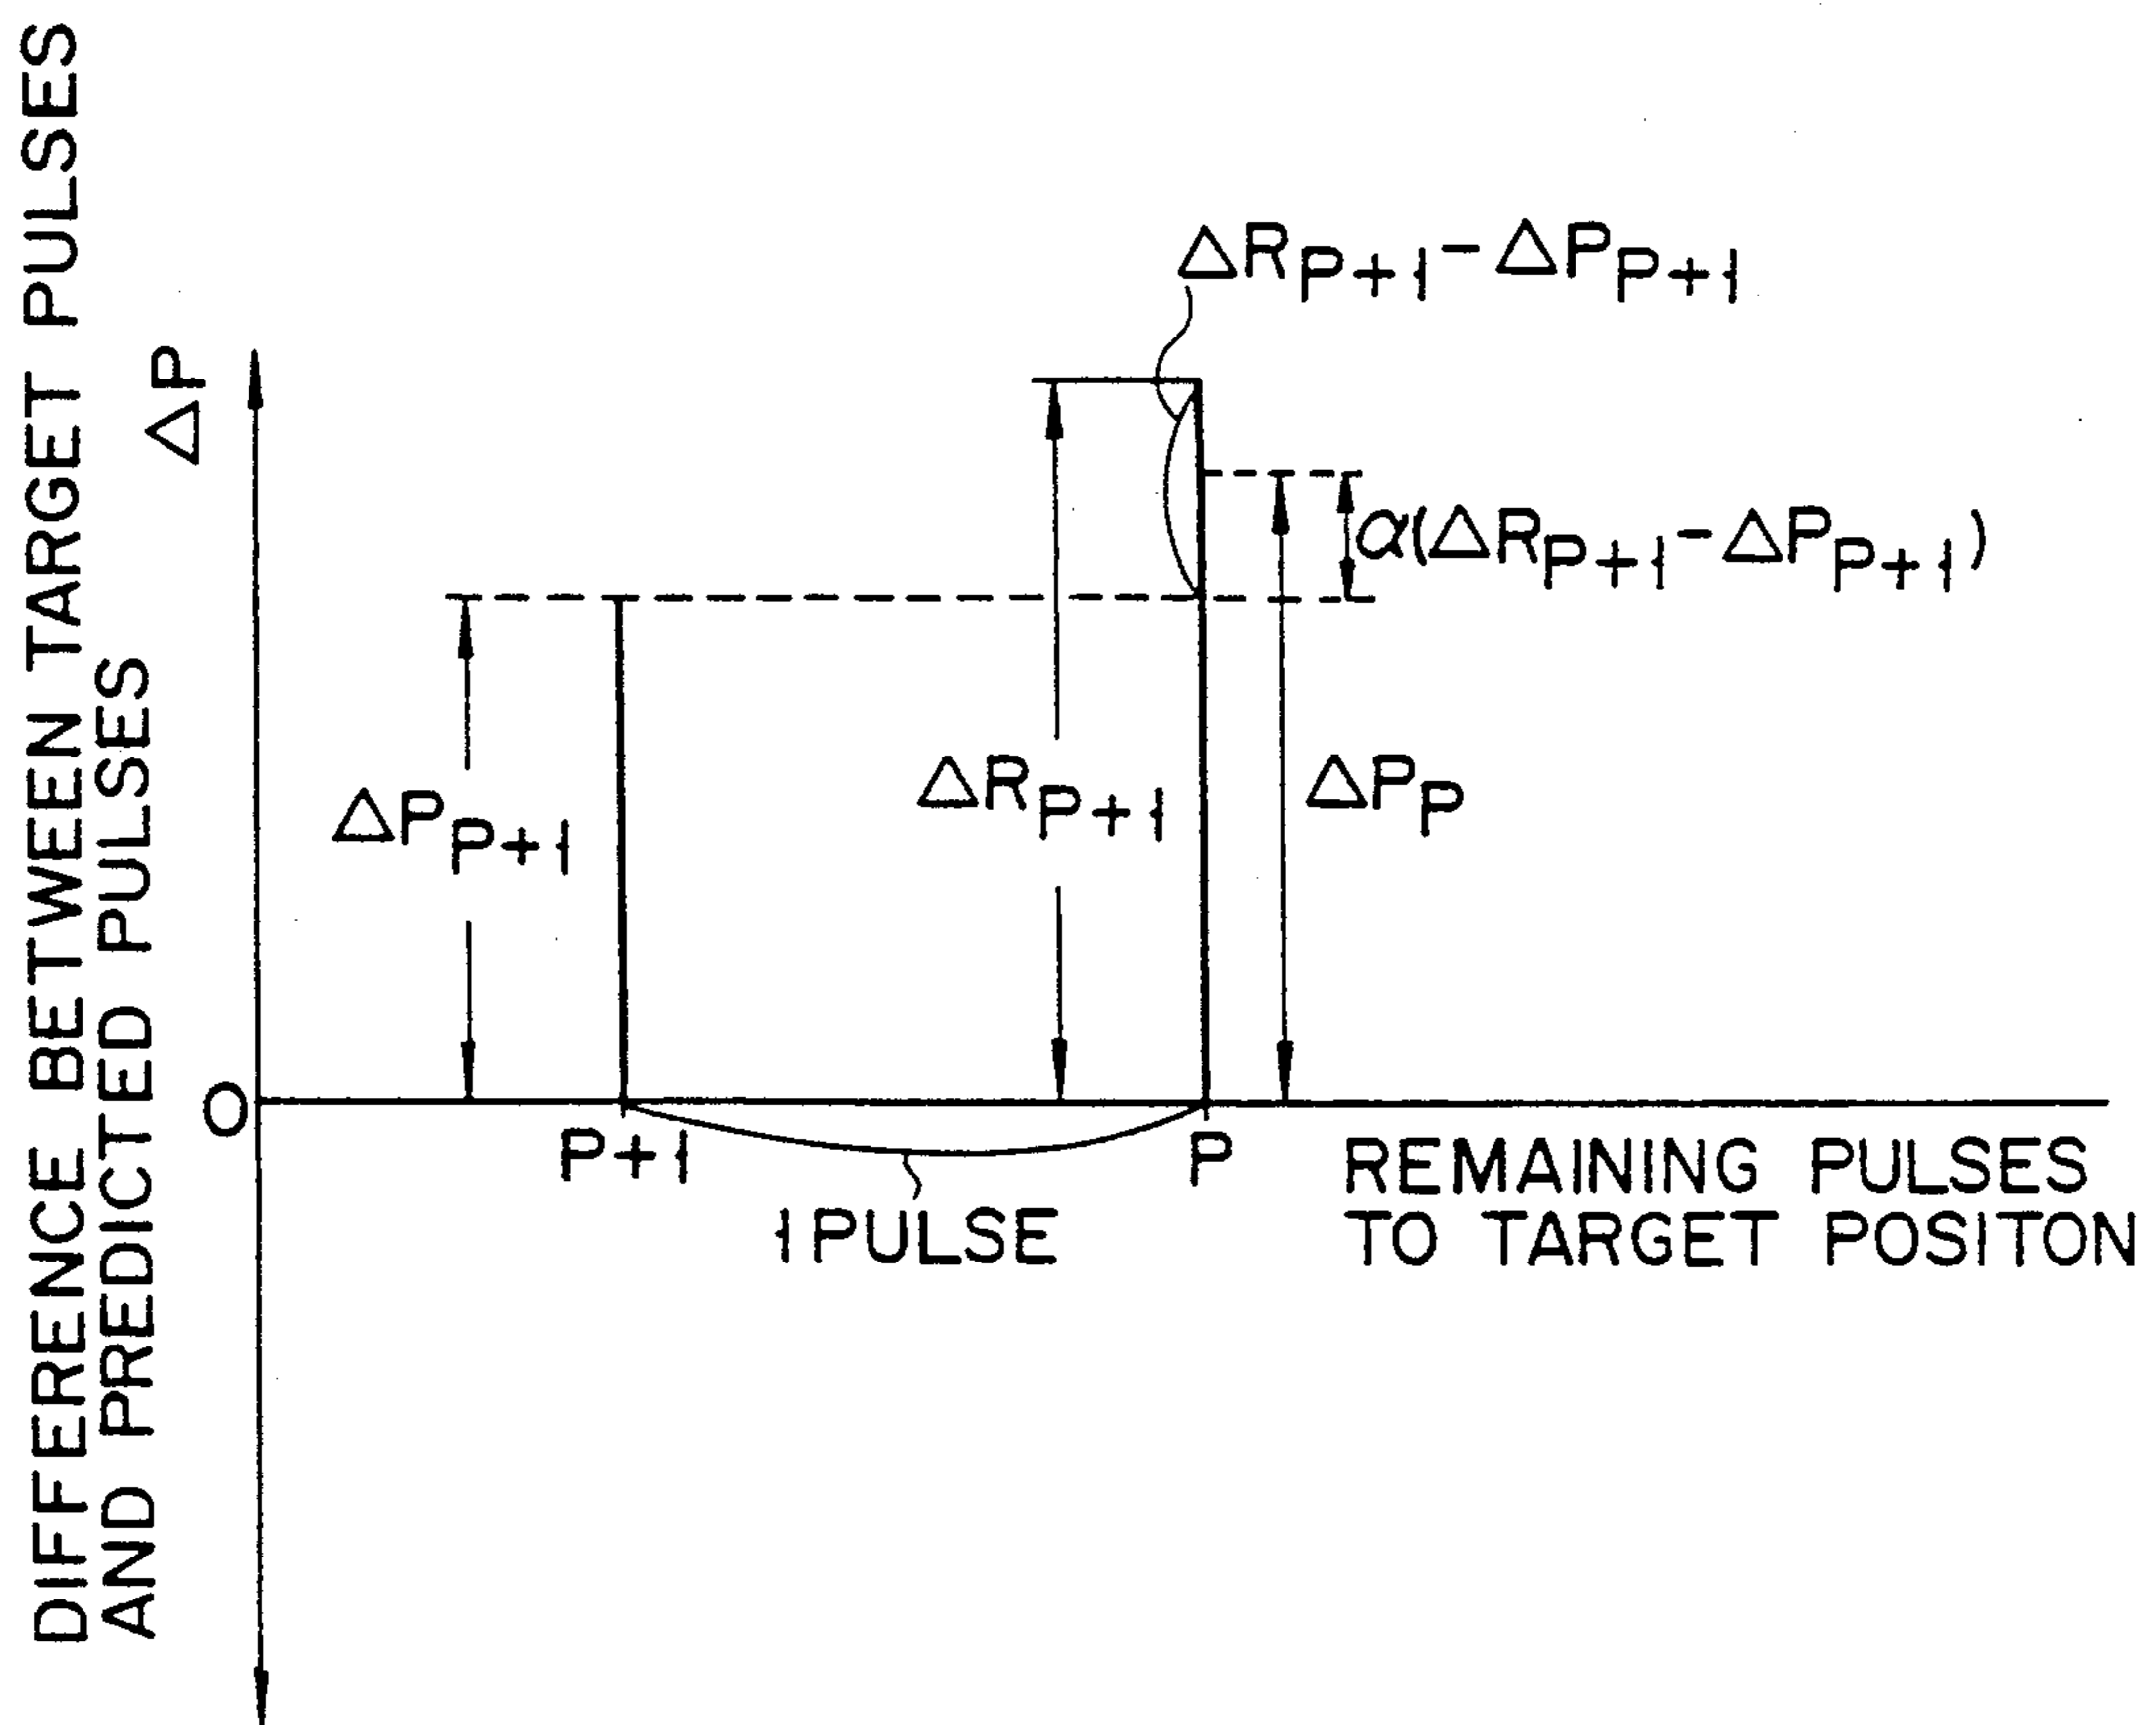 DIFFERENCE BETWEEN TARGET PULSES
AND PREDICTED PULSES
ΔP
ΔRP+1-ΔPP+1
α(ΔRP+1-ΔPP+1)
ΔPP+1
ΔRP+1
ΔPP
O
P+1
P
1PULSE
REMAINING PULSES
TO TARGET POSITON